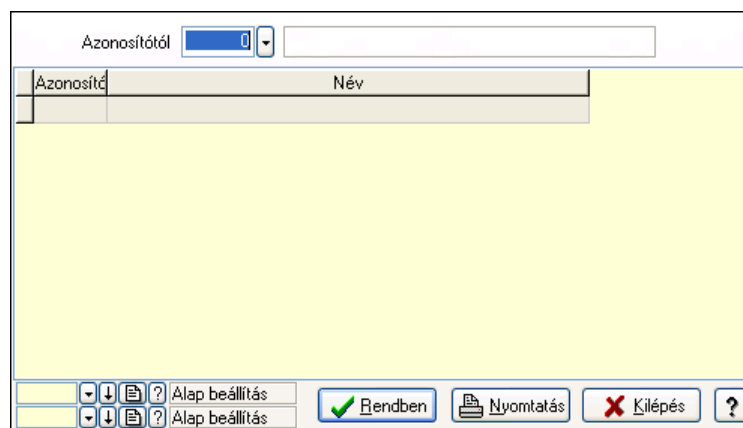 Azonosítótól 0
Azonosító Név
? Alap beállítás
? Alap beállítás
Rendben Nyomtatás Kilépés ?